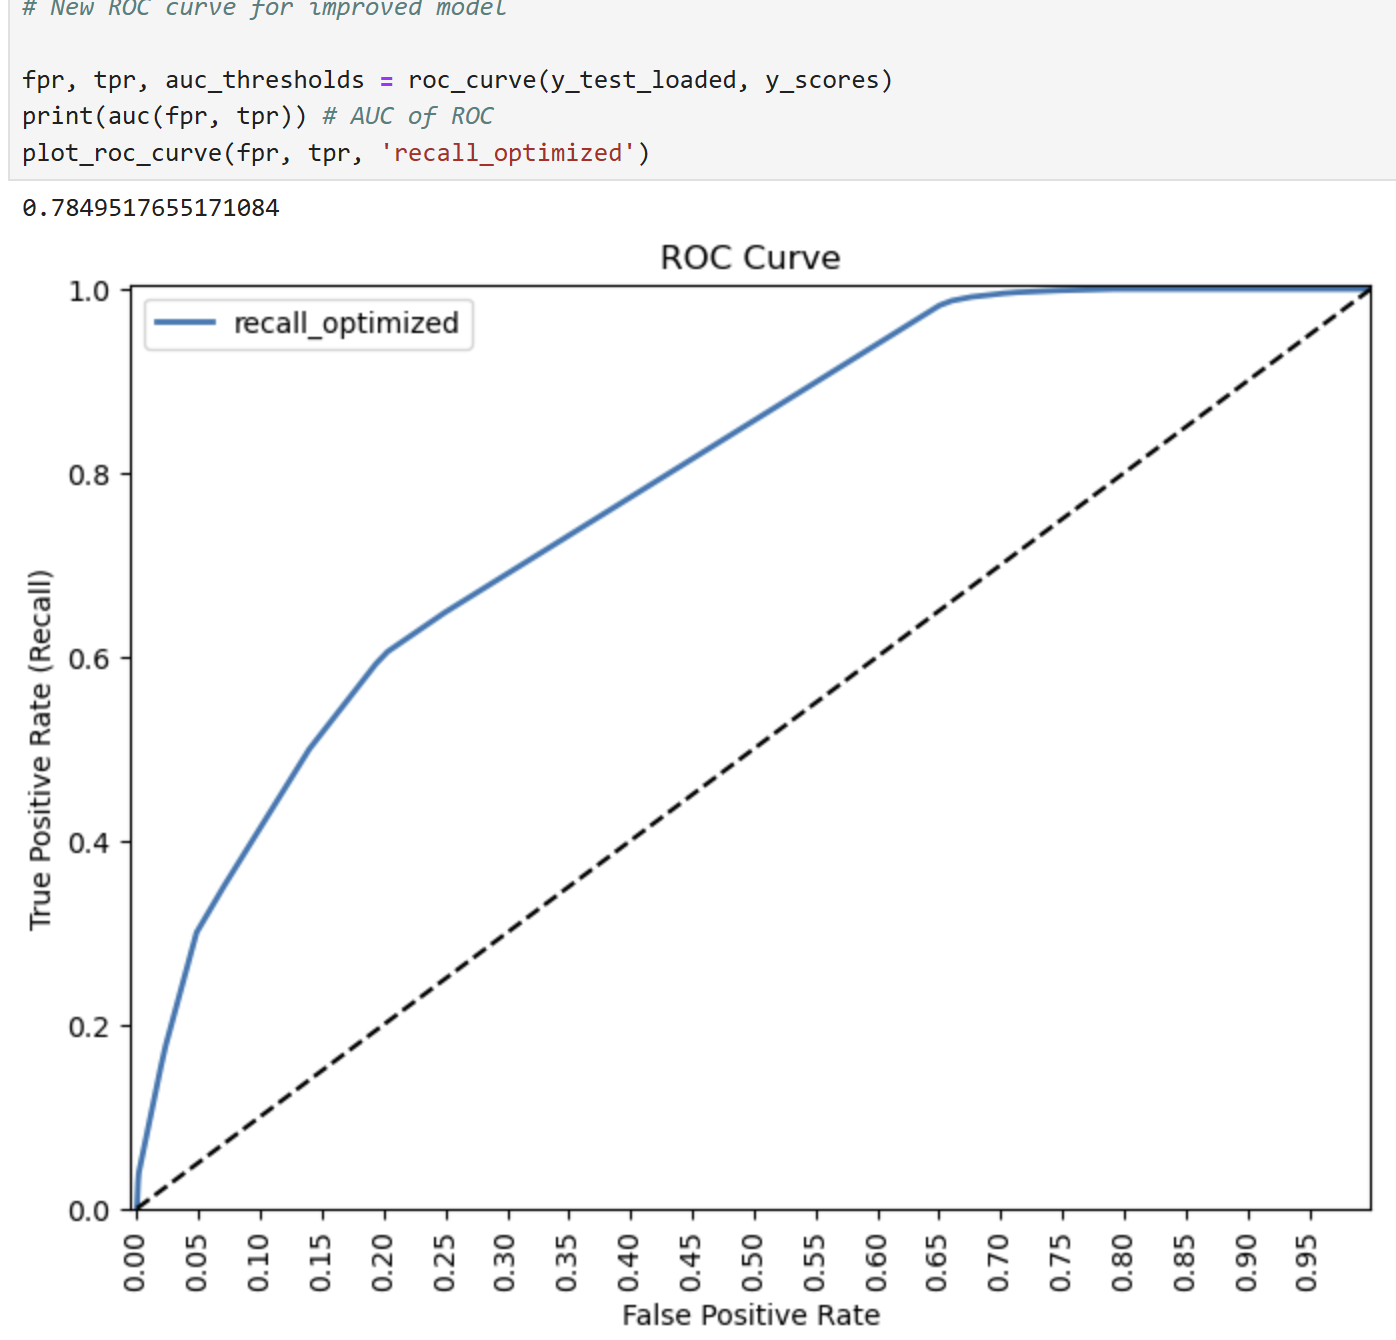 # New ROC curve for improved model
fpr, tpr, auc_thresholds = roc_curve(y_test_loaded, y_scores)
print(auc(fpr, tpr)) # AUC of ROC
plot_roc_curve(fpr, tpr, 'recall_optimized')
0.7849517655171084
ROC Curve
recall_optimized
True Positive Rate (Recall)
1.0
0.8
0.6
0.4
0.2
0.0
0.00 0.05 0.10 0.15 0.20 0.25 0.30 0.35 0.40 0.45 0.50 0.55 0.60 0.65 0.70 0.75 0.80 0.85 0.90 0.95
False Positive Rate